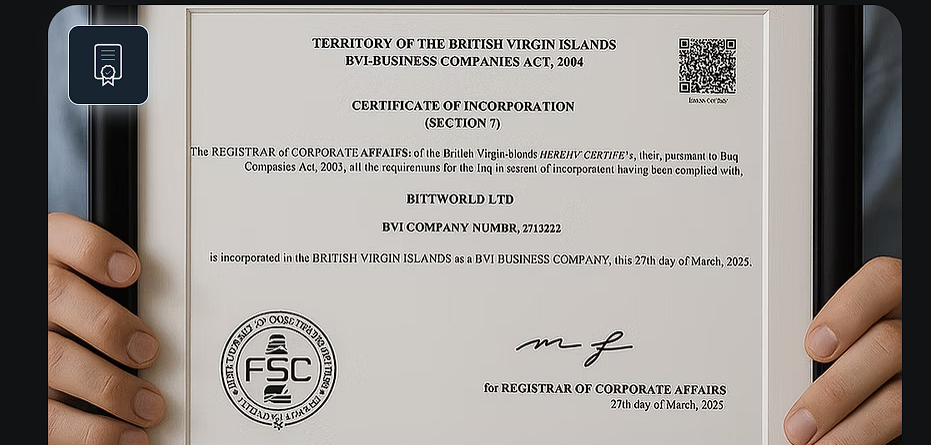 TERRITORY OF THE BRITISH VIRGIN ISLANDS
BVI-BUSINESS COMPANIES ACT, 2004
CERTIFICATE OF INCORPORATION
(SECTION 7)
The REGISTRAR of CORPORATE AFFAIFS: of the Britleh Virgin-blonds HEREHV CERTIFE's, their, pursmant to Buq
Compasies Act, 2003, all the requirenuns for the Inq in sesrent of incorporatent having been complied with,
BITTWORLD LTD
BVI COMPANY NUMBR, 2713222
is incorporated in the BRITISH VIRGIN ISLANDS as a BVI BUSINESS COMPANY, this 27th day of March, 2025.
FSC
for REGISTRAR OF CORPORATE AFFAIRS
27th day of March, 2025